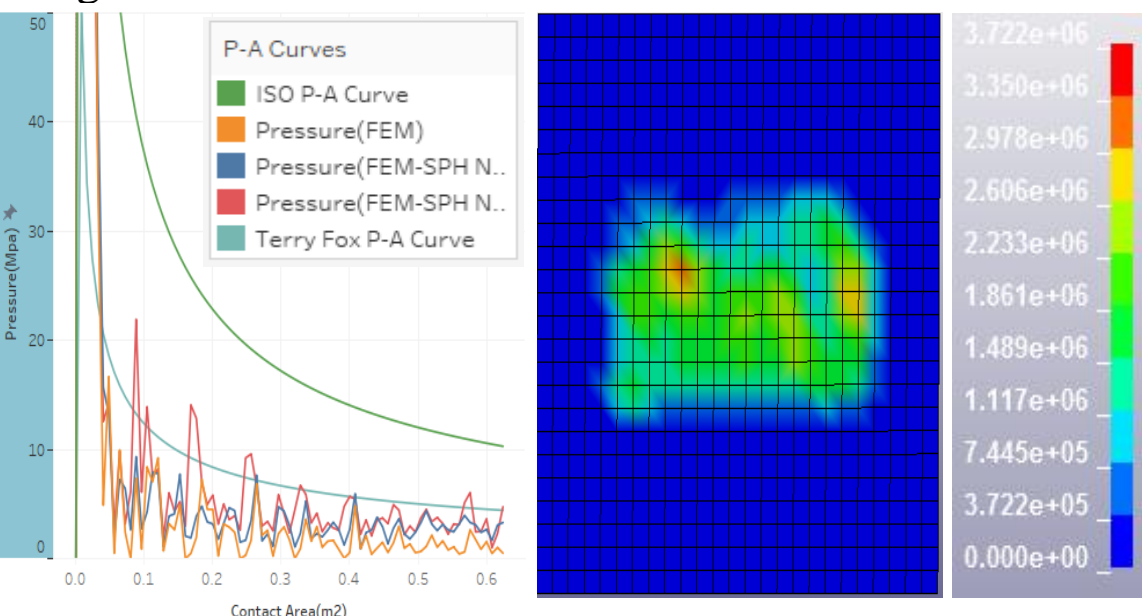 50
40
30
20
10
0
Pressure(Mpa)
P-A Curves
ISO P-A Curve
Pressure(FEM)
Pressure(FEM-SPH N..
Pressure(FEM-SPH N..
Terry Fox P-A Curve
0.0 0.1 0.2 0.3 0.4 0.5 0.6
Contact Area(m2)
3.722e+06
3.350e+06
2.978e+06
2.606e+06
2.233e+06
1.861e+06
1.489e+06
1.117e+06
7.445e+05
3.722e+05
0.000e+00